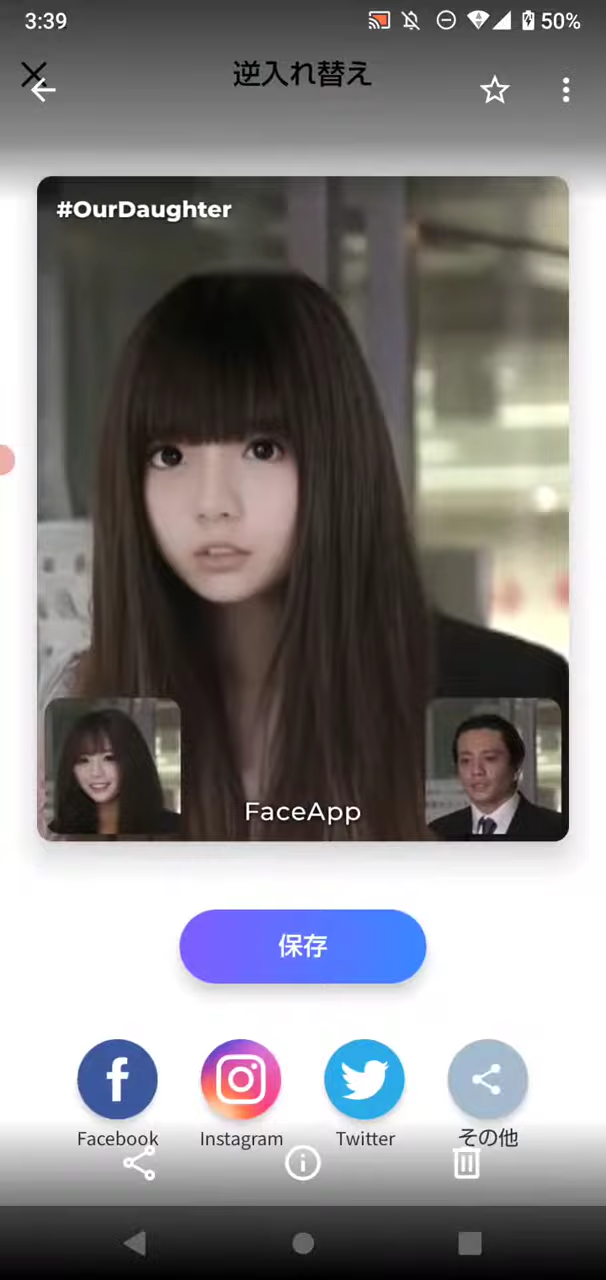 3:39
50%
逆入れ替え
#OurDaughter
FaceApp
保存
Facebook
Instagram
Twitter
その他